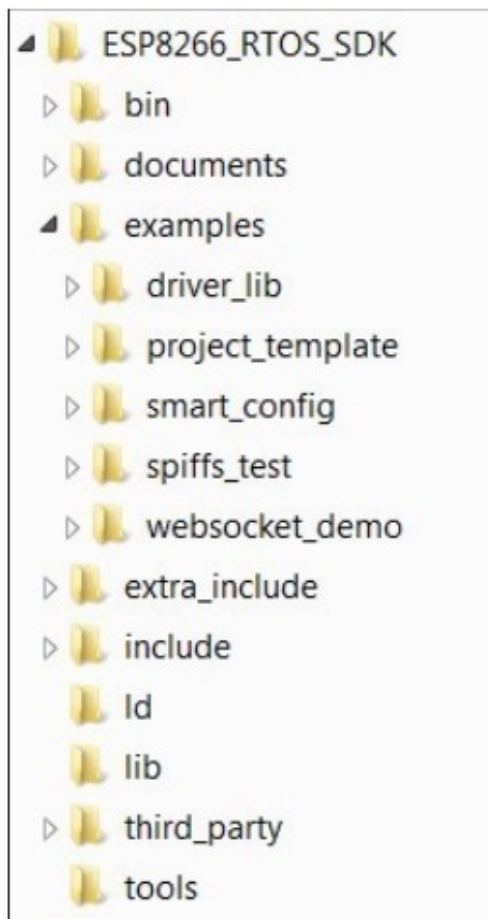 ESP8266_RTOS_SDK
bin
documents
examples
driver_lib
project_template
smart_config
spiffs_test
websocket_demo
extra_include
include
ld
lib
third_party
tools